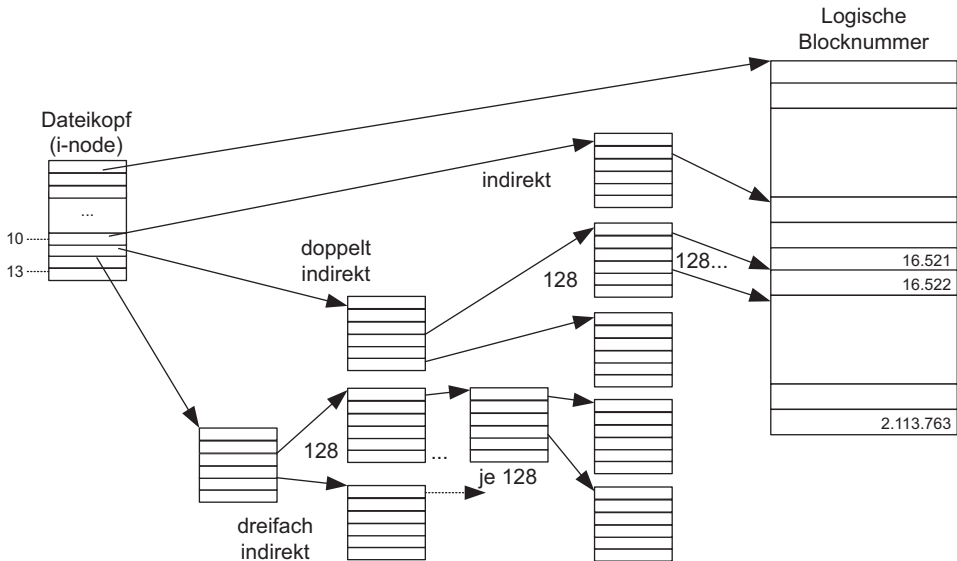 Logische
Blocknummer
Dateikopf
(i-node)
...
10
13
indirekt
doppelt
indirekt
128
128...
16.521
16.522
2.113.763
128
...
je 128
dreifach
indirekt